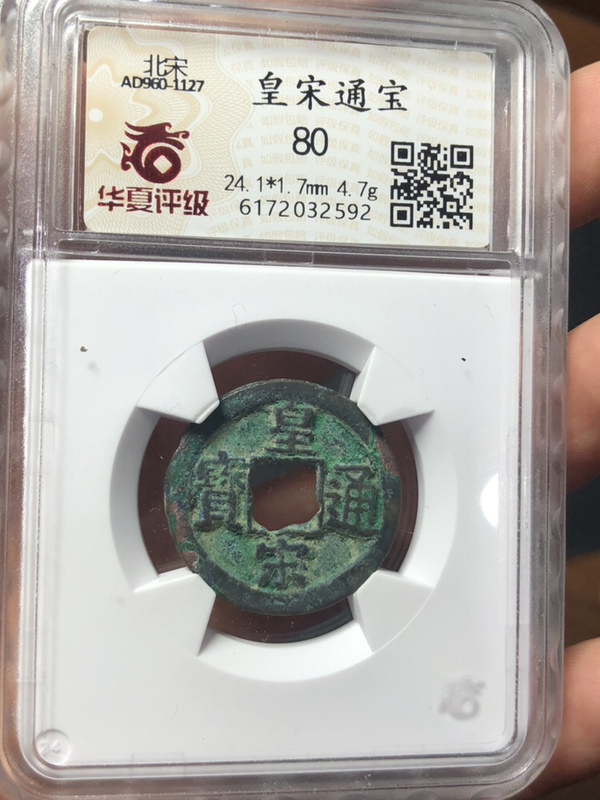 北宋
AD960-1127
华夏评级
皇宋通宝
80
24.1*1.7mm 4.7g
6172032592
皇
宋
通
寶